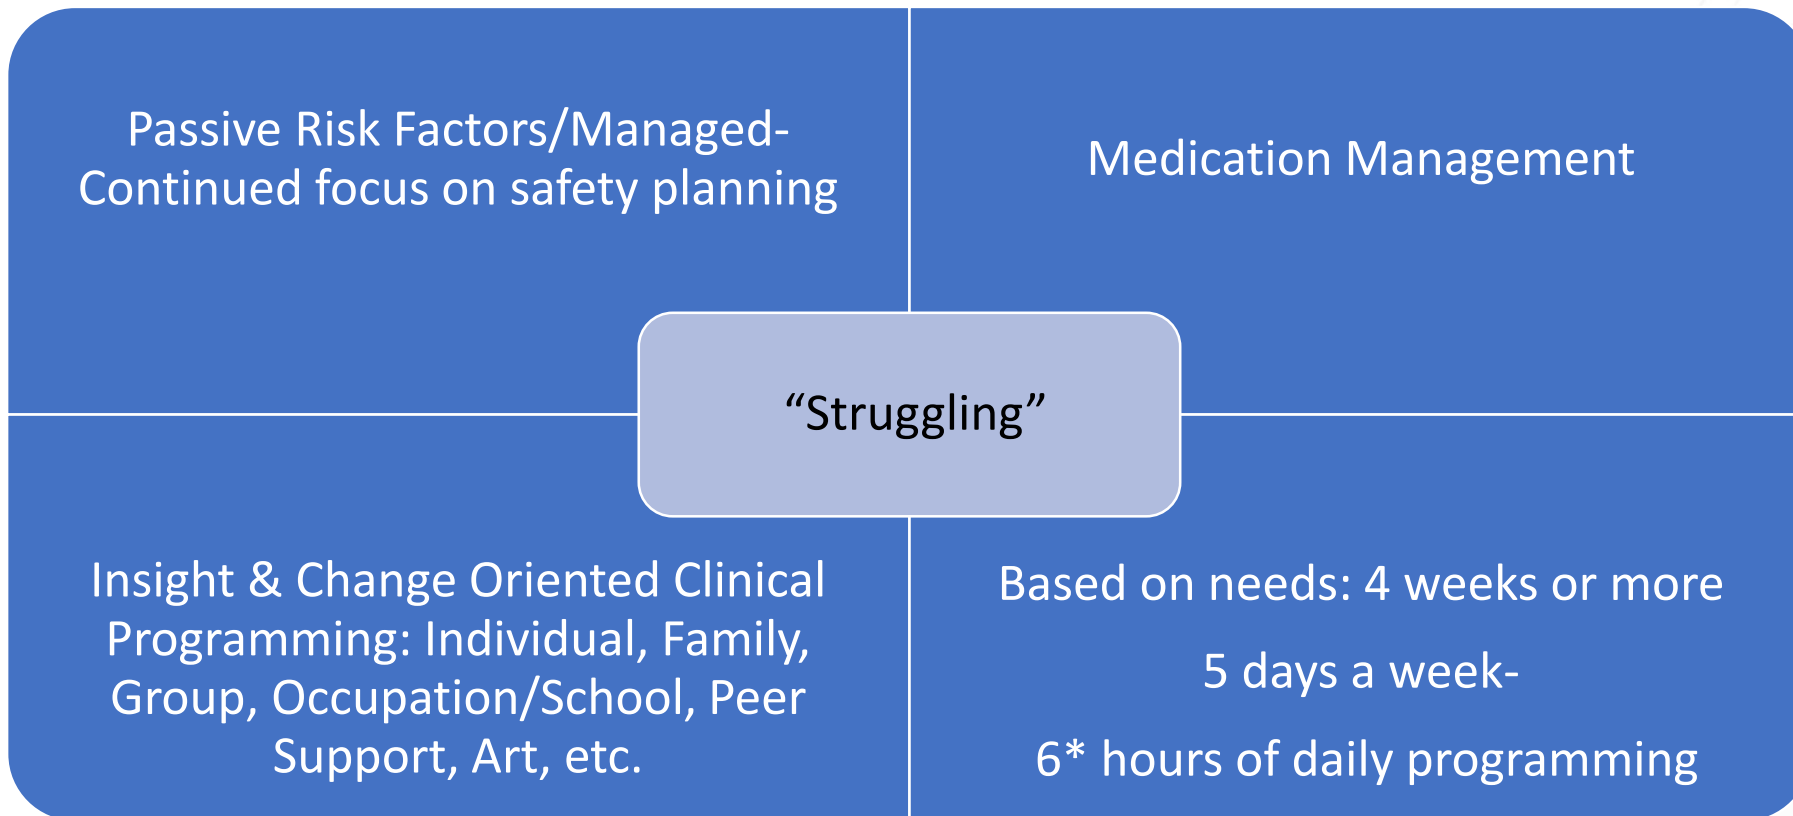 Passive Risk Factors/Managed-
Continued focus on safety planning
Medication Management
“Struggling”
Insight & Change Oriented Clinical
Programming: Individual, Family,
Group, Occupation/School, Peer
Support, Art, etc.
Based on needs: 4 weeks or more
5 days a week-
6* hours of daily programming